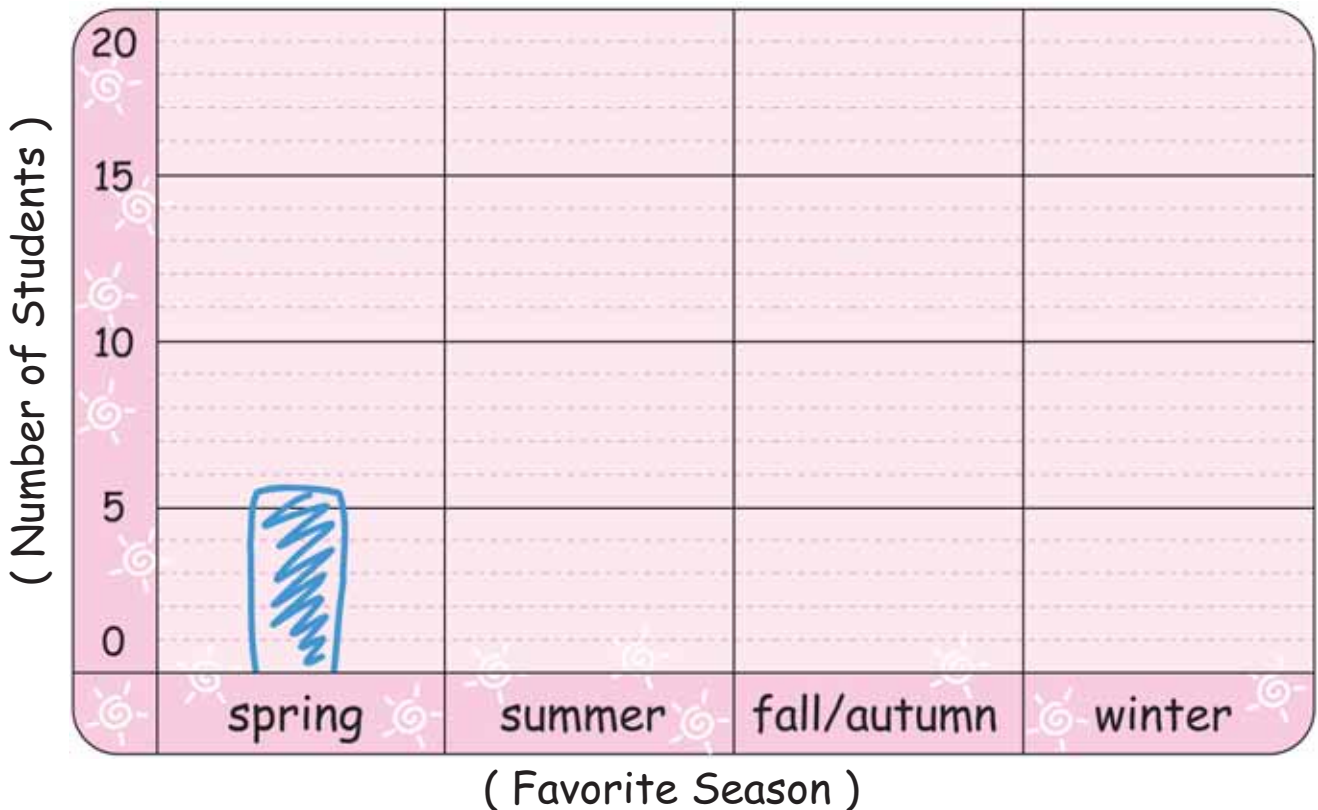 ( Number of Students )
20
15
10
5
0
spring summer fall/autumn winter
( Favorite Season )